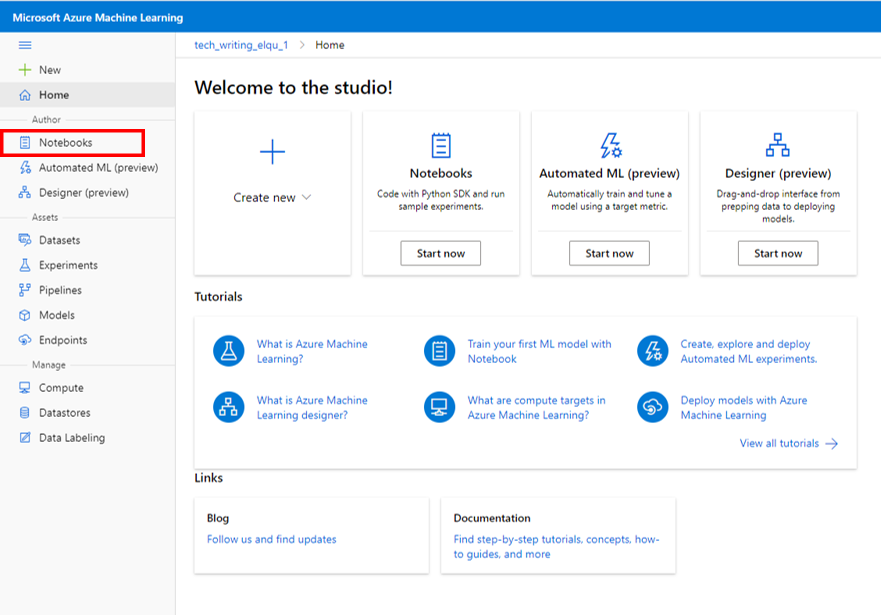 Microsoft Azure Machine Learning
tech_writing_elqu_1 > Home
New
Home
Author
Notebooks
Automated ML (preview)
Designer (preview)
Assets
Datasets
Experiments
Pipelines
Models
Endpoints
Manage
Compute
Datastores
Data Labeling
Welcome to the studio!
Create new
Notebooks
Code with Python SDK and run
sample experiments.
Start now
Automated ML (preview)
Automatically train and tune a
model using a target metric.
Start now
Designer (preview)
Drag-and-drop interface from
prepping data to deploying
models.
Start now
Tutorials
What is Azure Machine
Learning?
Train your first ML model with
Notebook
Create, explore and deploy
Automated ML experiments.
What is Azure Machine
Learning designer?
What are compute targets in
Azure Machine Learning?
Deploy models with Azure
Machine Learning
View all tutorials
Links
Blog
Follow us and find updates
Documentation
Find step-by-step tutorials, concepts, how-
to guides, and more